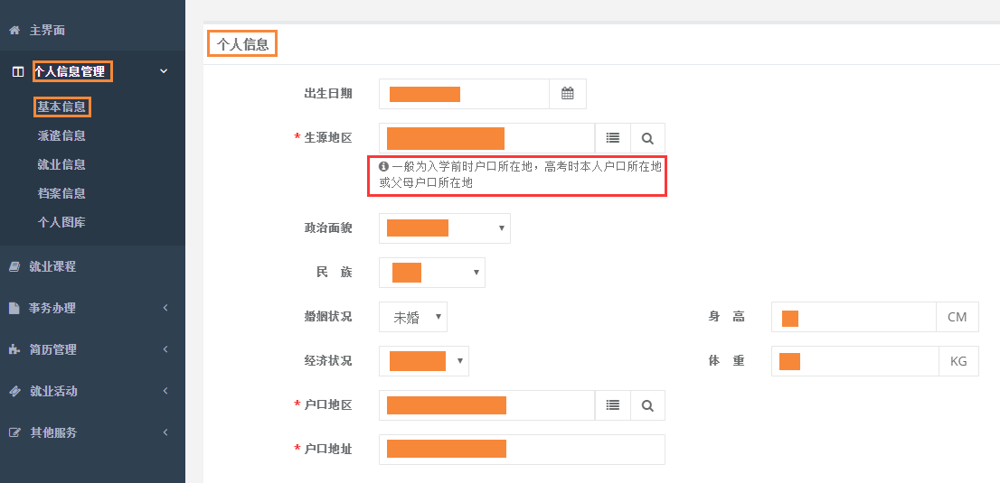 主界面
个人信息管理
基本信息
派遣信息
就业信息
档案信息
个人图库
就业课程
事务办理
简历管理
就业活动
其他服务
个人信息
出生日期
* 生源地区
一般为入学前时户口所在地，高考时本人户口所在地
或父母户口所在地
政治面貌
民 族
婚姻状况 未婚 身 高 CM
经济状况 体 重 KG
* 户口地区
* 户口地址